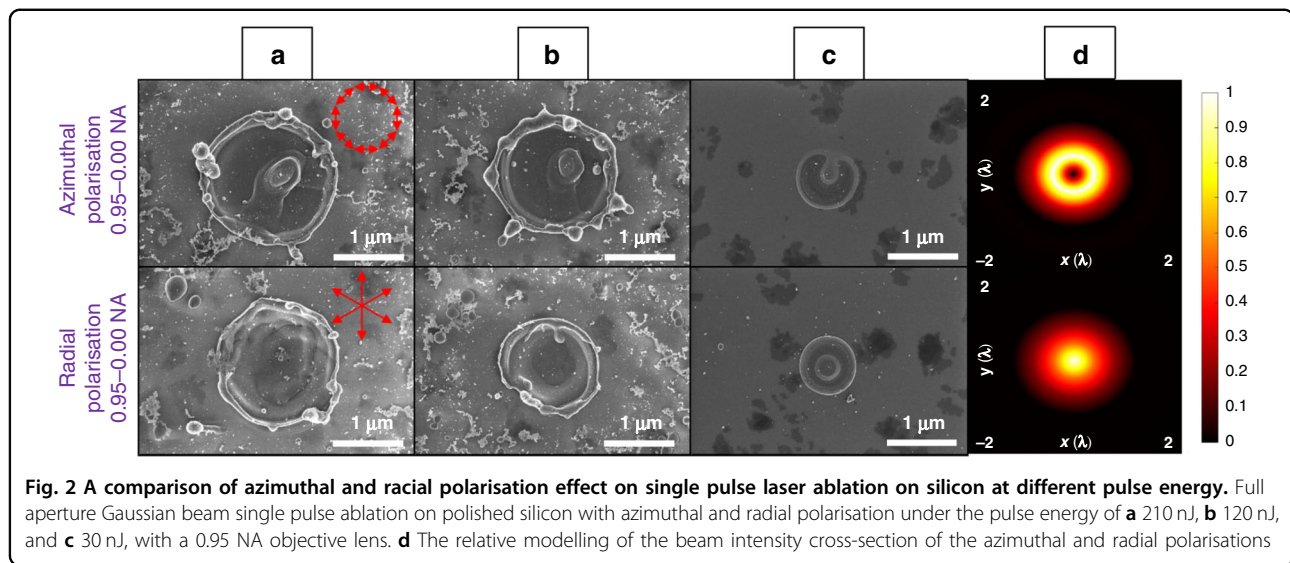 a
b
c
d
Azimuthal
polarisation
0.95–0.00 NA
1 μm
1 μm
1 μm
2
y (λ)
–2
x (λ)
2
Radial
polarisation
0.95–0.00 NA
1 μm
1 μm
1 μm
2
y (λ)
–2
x (λ)
2
1
0.9
0.8
0.7
0.6
0.5
0.4
0.3
0.2
0.1
0
Fig. 2 A comparison of azimuthal and racial polarisation effect on single pulse laser ablation on silicon at different pulse energy. Full
aperture Gaussian beam single pulse ablation on polished silicon with azimuthal and radial polarisation under the pulse energy of a 210 nJ, b 120 nJ,
and c 30 nJ, with a 0.95 NA objective lens. d The relative modelling of the beam intensity cross-section of the azimuthal and radial polarisations